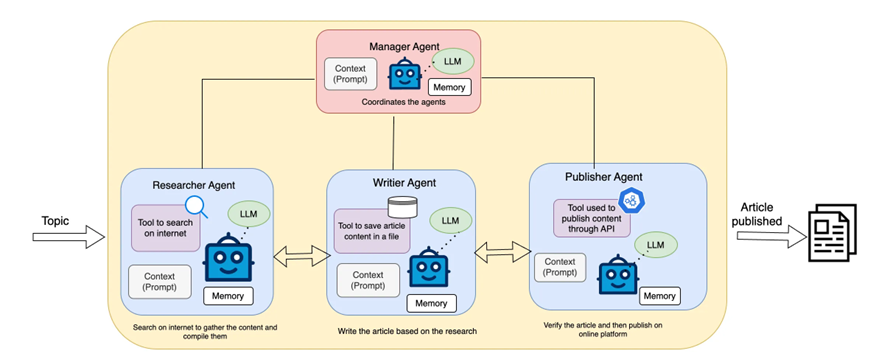 Manager Agent
LLM
Context
(Prompt)
Memory
Coordinates the agents
Topic
Researcher Agent
Tool to search
on internet
LLM
Context
(Prompt)
Memory
Search on internet to gather the content and
compile them
Writier Agent
Tool to save article
content in a file
LLM
Context
(Prompt)
Memory
Write the article based on the research
Publisher Agent
Tool used to
publish content
through API
LLM
Context
(Prompt)
Memory
Verify the article and then publish on
online platform
Article
published